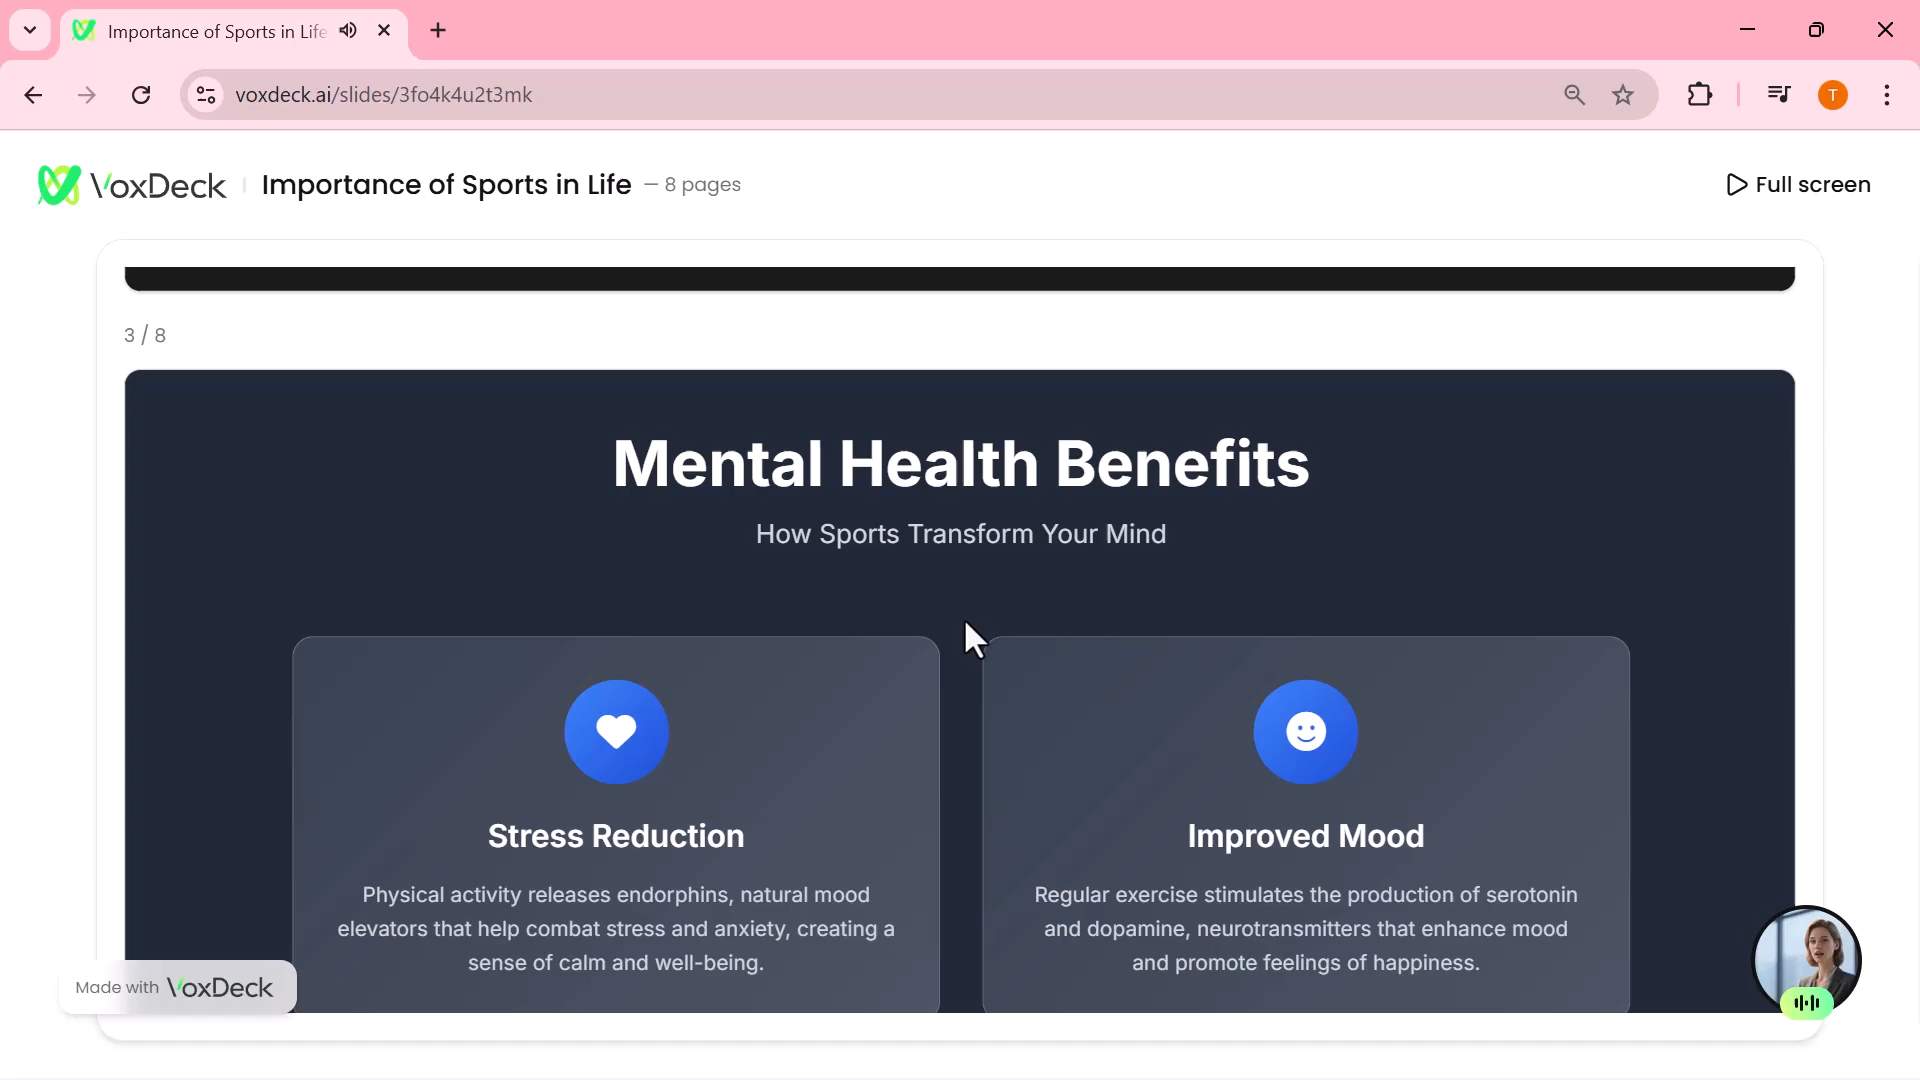 Importance of Sports in Life
voxdeck.ai/slides/3fo4k4u2t3mk
T
VoxDeck
Importance of Sports in Life — 8 pages
Full screen
3 / 8
Mental Health Benefits
How Sports Transform Your Mind
Stress Reduction
Physical activity releases endorphins, natural mood
elevators that help combat stress and anxiety, creating a
sense of calm and well-being.
Improved Mood
Regular exercise stimulates the production of serotonin
and dopamine, neurotransmitters that enhance mood
and promote feelings of happiness.
Made with VoxDeck